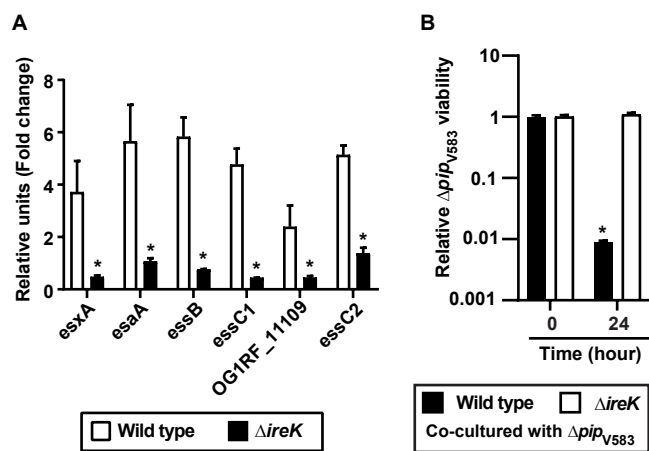 A
Relative units (Fold change)
8
6
4
2
0
*
*
*
*
*
*
esxA
esaA
essB
essC1
OG1RF_11109
essC2
Wild type ΔireK
B
Relative ΔpipV583 viability
10
1
0.1
0.01
0.001
*
0 24
Time (hour)
Wild type ΔireK
Co-cultured with ΔpipV583